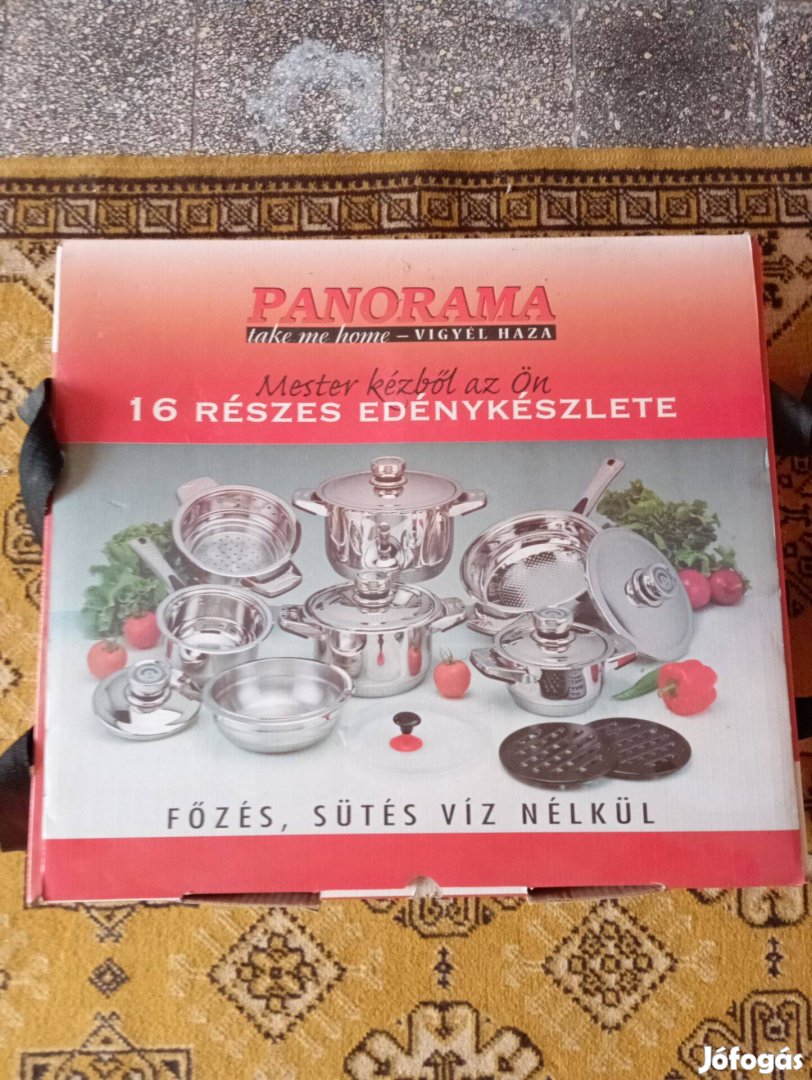 PANORAMA
take me home – VIGYÉL HAZA
Mester kézből az Ön
16 RÉSZES EDÉNYKÉSZLETE
FŐZÉS, SÜTÉS VÍZ NÉLKÜL
Jófogás